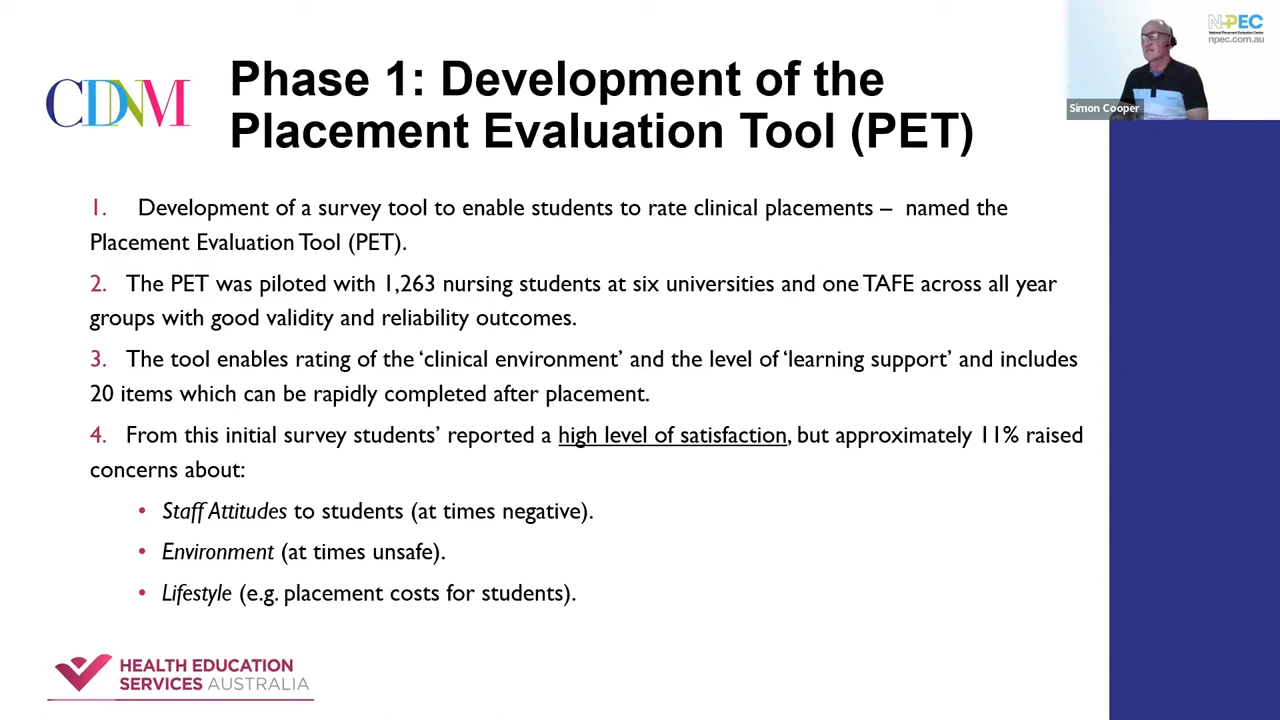 N-PEC
National Placement Evaluation Centre
npec.com.au
Simon Cooper
CDNM
Phase 1: Development of the
Placement Evaluation Tool (PET)
1. Development of a survey tool to enable students to rate clinical placements – named the
Placement Evaluation Tool (PET).
2. The PET was piloted with 1,263 nursing students at six universities and one TAFE across all year
groups with good validity and reliability outcomes.
3. The tool enables rating of the ‘clinical environment’ and the level of ‘learning support’ and includes
20 items which can be rapidly completed after placement.
4. From this initial survey students’ reported a high level of satisfaction, but approximately 11% raised
concerns about:
• Staff Attitudes to students (at times negative).
• Environment (at times unsafe).
• Lifestyle (e.g. placement costs for students).
HEALTH EDUCATION
SERVICES AUSTRALIA